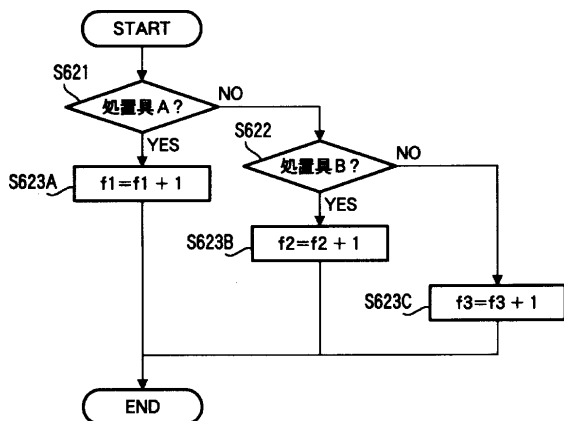 START
S621
処置具A?
NO
YES
S622
処置具B?
NO
YES
S623A
f1=f1 + 1
S623B
f2=f2 + 1
S623C
f3=f3 + 1
END